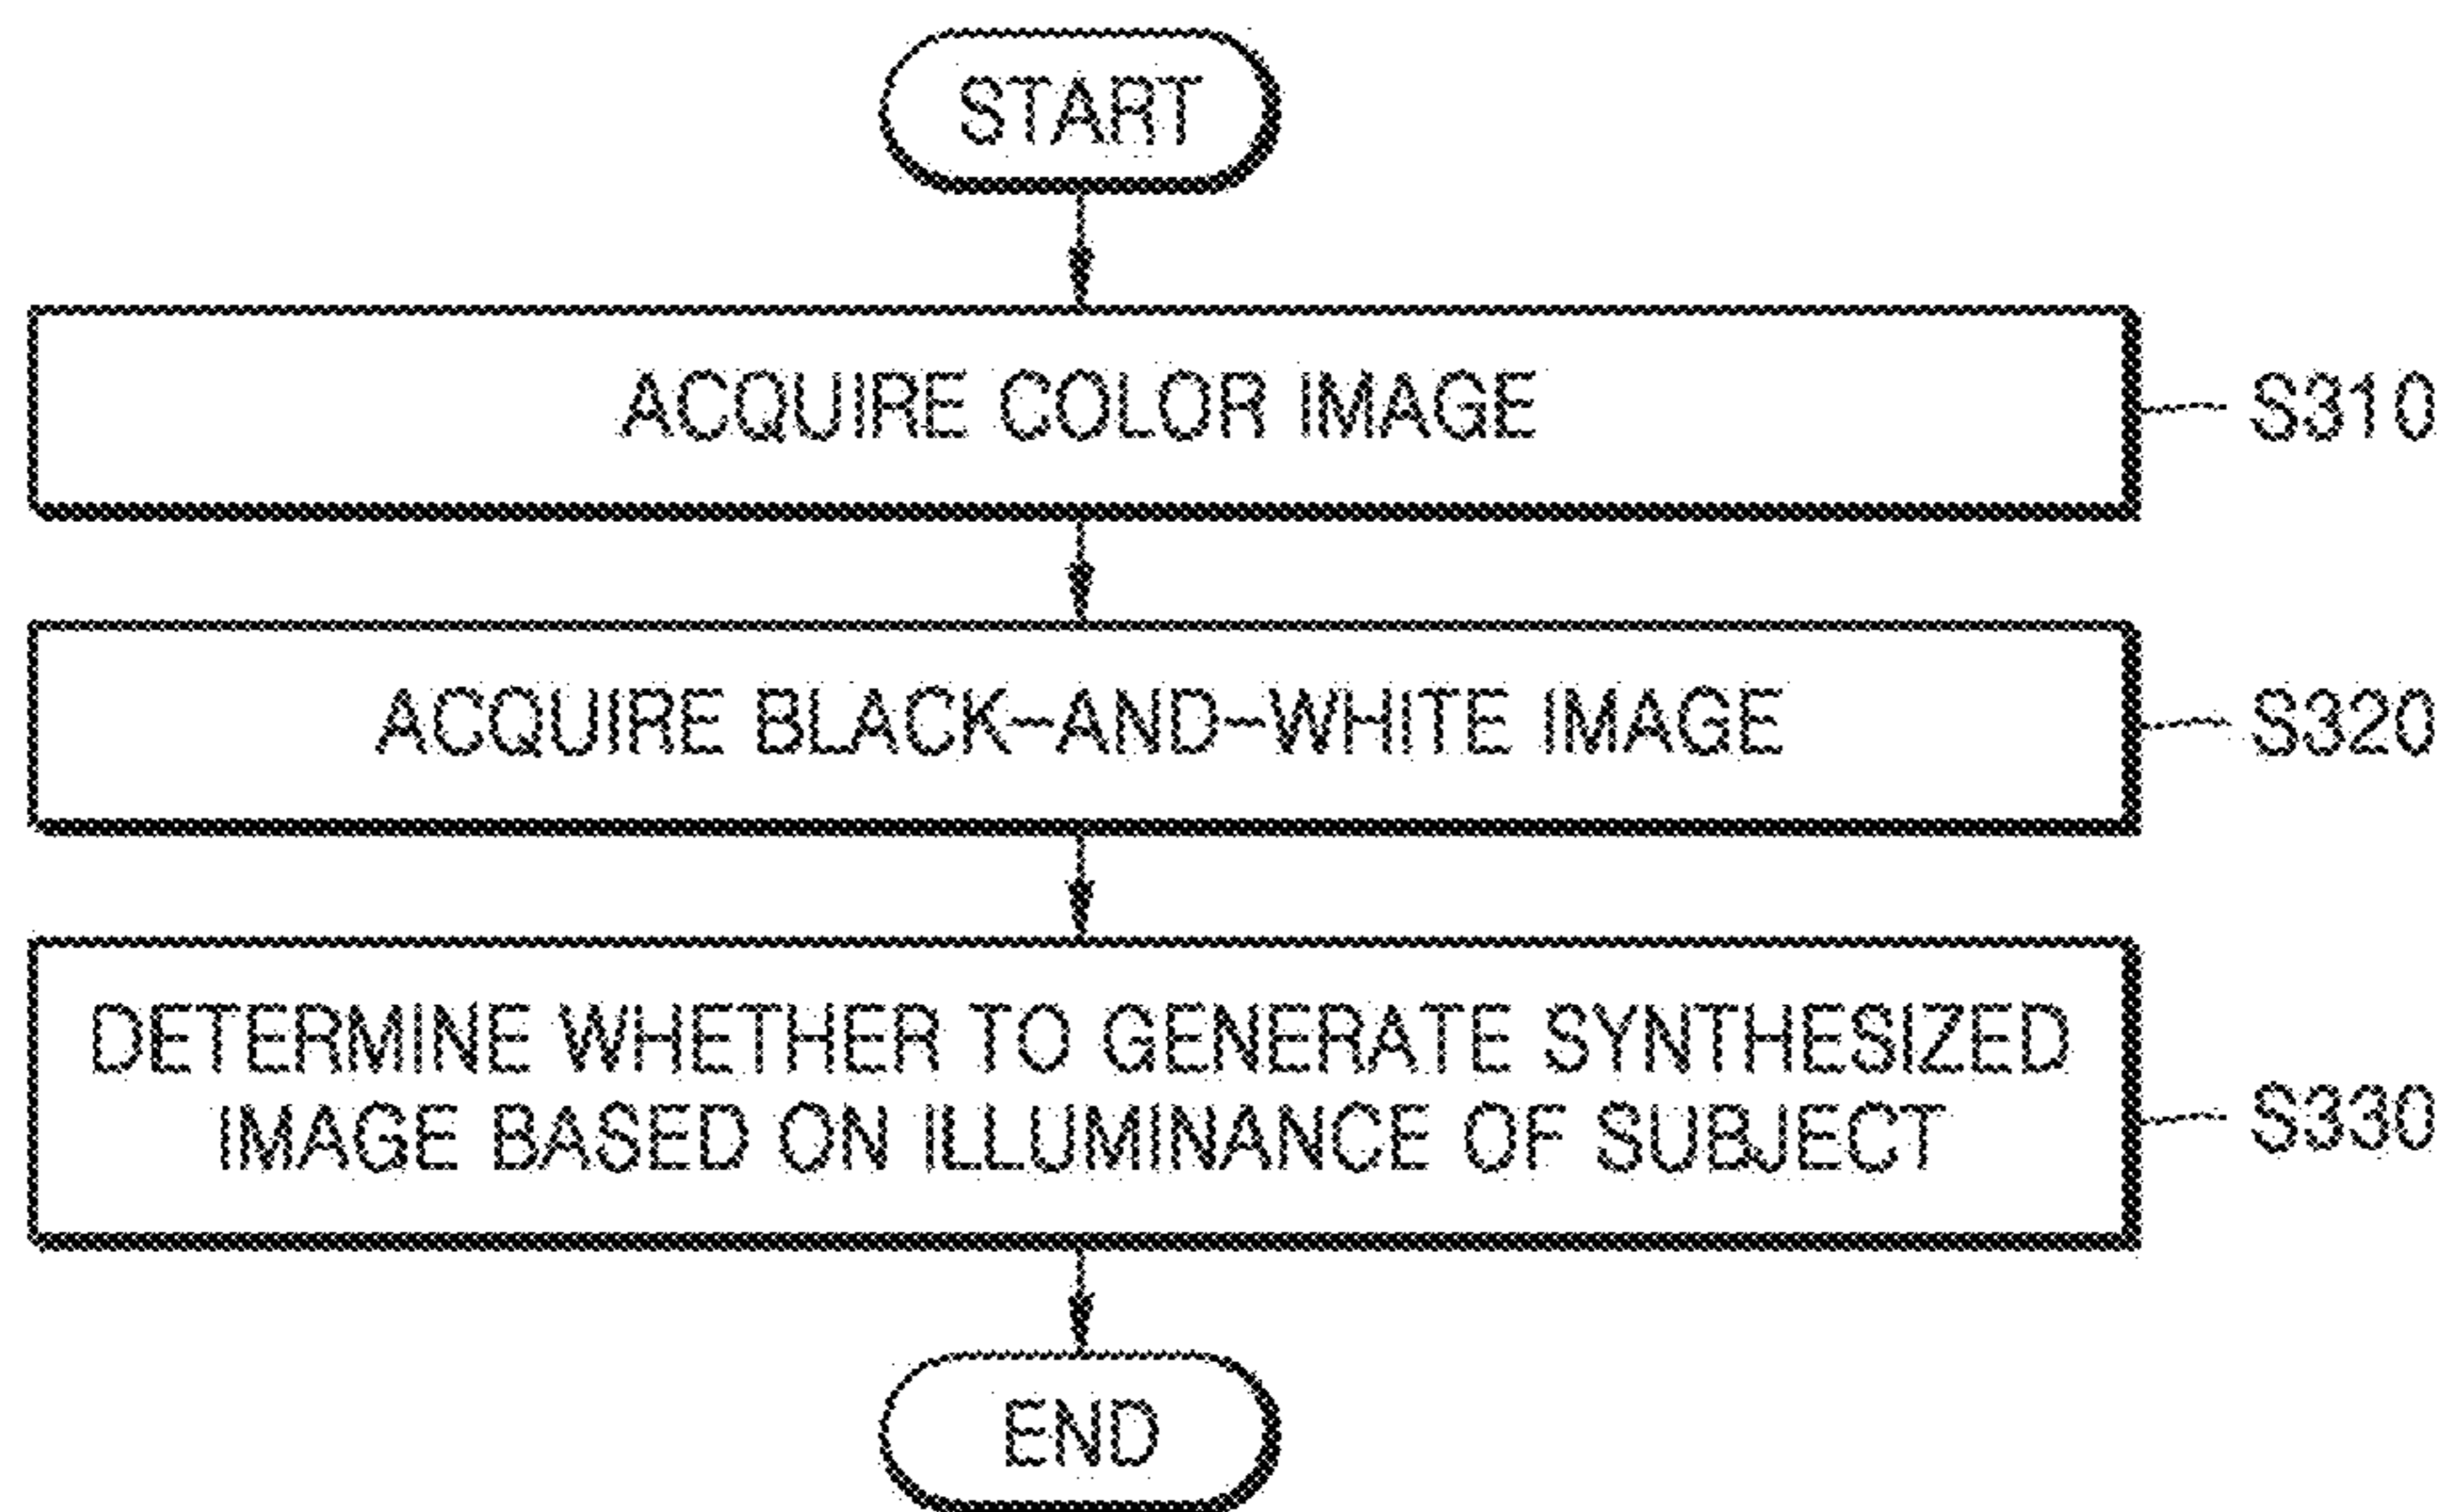 START
ACQUIRE COLOR IMAGE
S310
ACQUIRE BLACK-AND-WHITE IMAGE
S320
DETERMINE WHETHER TO GENERATE SYNTHESIZED
IMAGE BASED ON ILLUMINANCE OF SUBJECT
S330
END